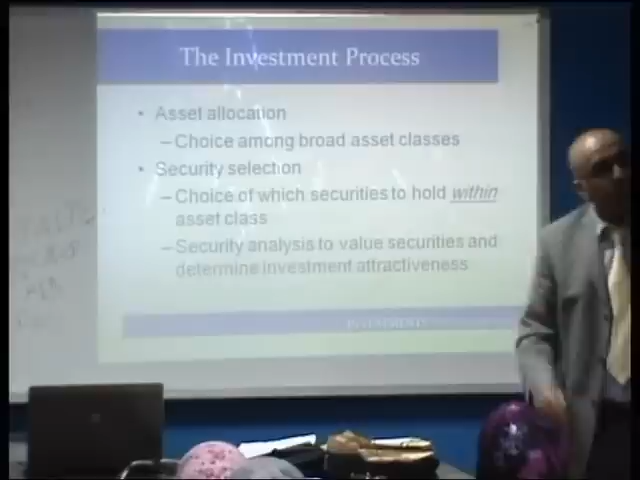 The Investment Process
• Asset allocation
–Choice among broad asset classes
• Security selection
–Choice of which securities to hold within
asset class
–Security analysis to value securities and
determine investment attractiveness
INVESTMENTS